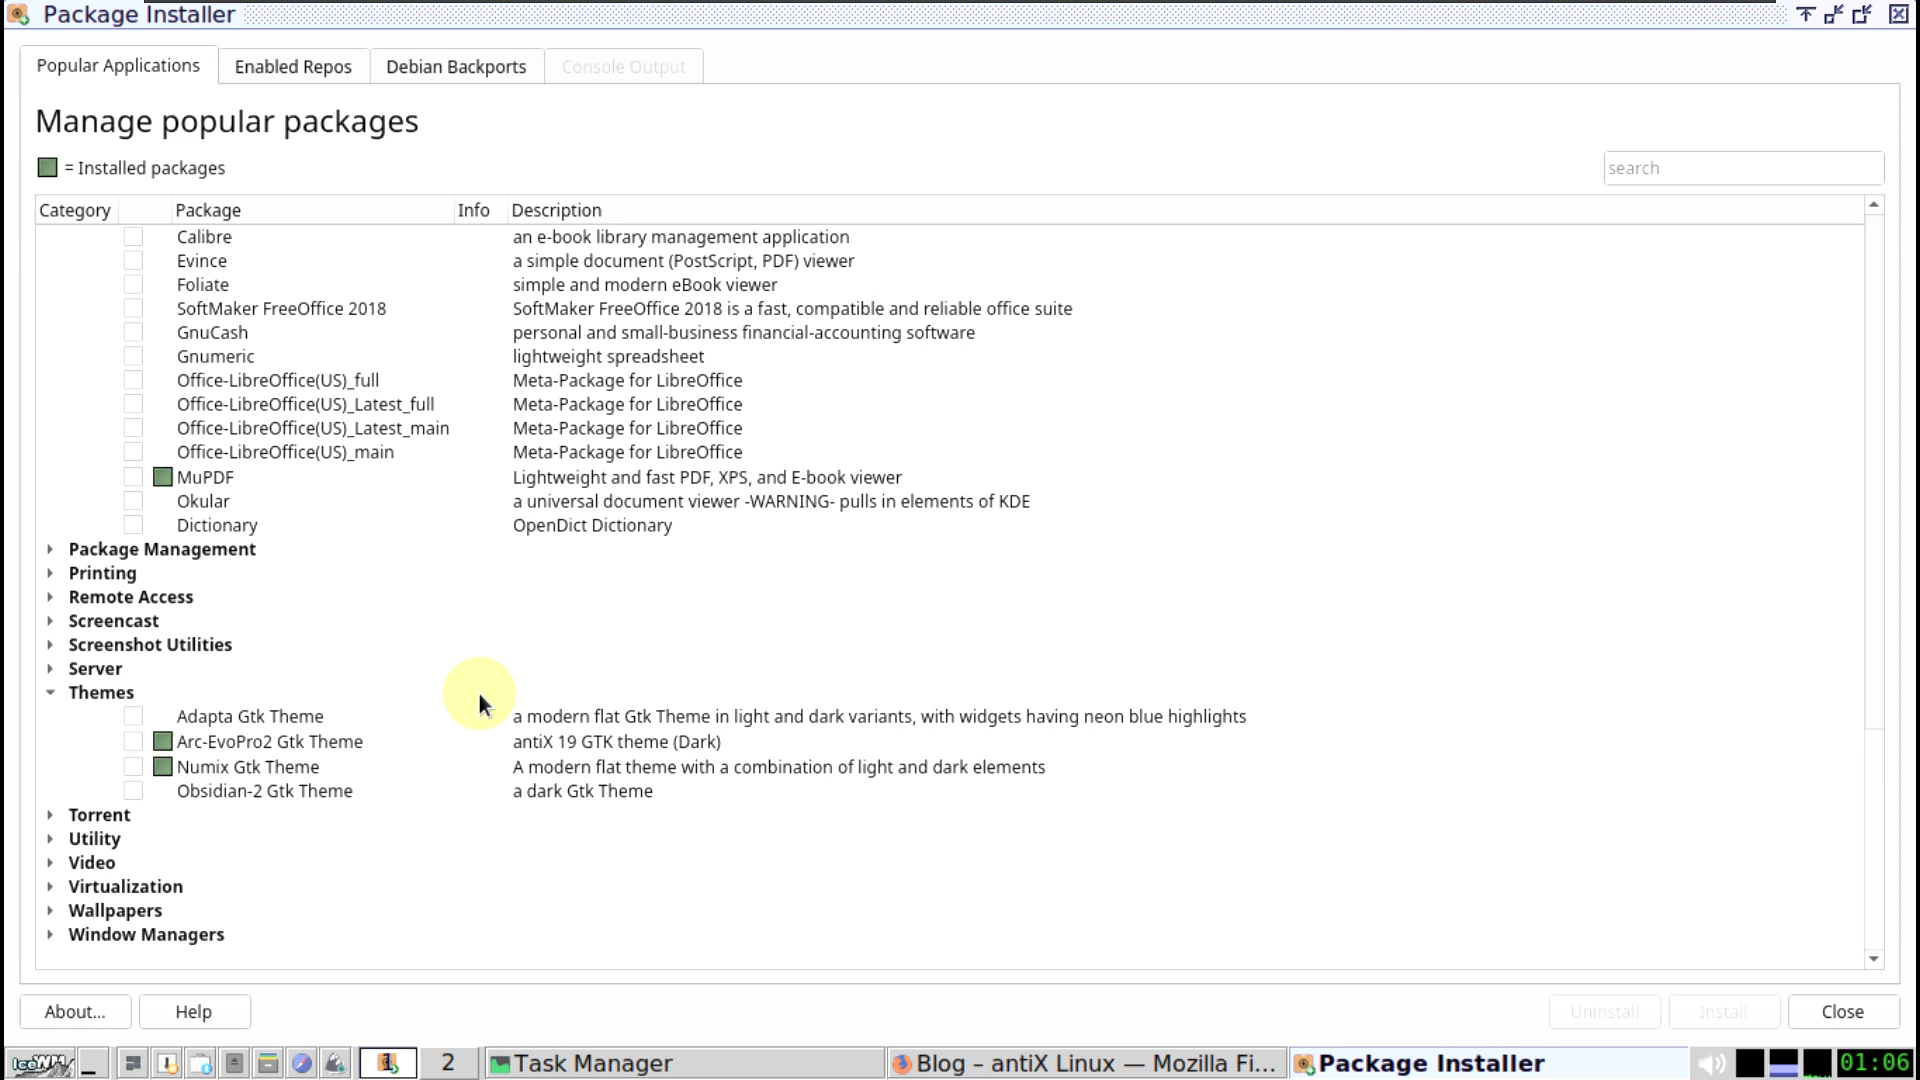 Package Installer
Popular Applications
Enabled Repos
Debian Backports
Console Output
Manage popular packages
= Installed packages
search
Category Package Info Description
Calibre an e-book library management application
Evince a simple document (PostScript, PDF) viewer
Foliate simple and modern eBook viewer
SoftMaker FreeOffice 2018 SoftMaker FreeOffice 2018 is a fast, compatible and reliable office suite
GnuCash personal and small-business financial-accounting software
Gnumeric lightweight spreadsheet
Office-LibreOffice(US)_full Meta-Package for LibreOffice
Office-LibreOffice(US)_Latest_full Meta-Package for LibreOffice
Office-LibreOffice(US)_Latest_main Meta-Package for LibreOffice
Office-LibreOffice(US)_main Meta-Package for LibreOffice
MuPDF Lightweight and fast PDF, XPS, and E-book viewer
Okular a universal document viewer -WARNING- pulls in elements of KDE
Dictionary OpenDict Dictionary
Package Management
Printing
Remote Access
Screencast
Screenshot Utilities
Server
Themes
Adapta Gtk Theme a modern flat Gtk Theme in light and dark variants, with widgets having neon blue highlights
Arc-EvoPro2 Gtk Theme antiX 19 GTK theme (Dark)
Numix Gtk Theme A modern flat theme with a combination of light and dark elements
Obsidian-2 Gtk Theme a dark Gtk Theme
Torrent
Utility
Video
Virtualization
Wallpapers
Window Managers
About... Help Uninstall Install Close
IceWM 1 2 Task Manager Blog – antiX Linux — Mozilla Fi... Package Installer 01:06